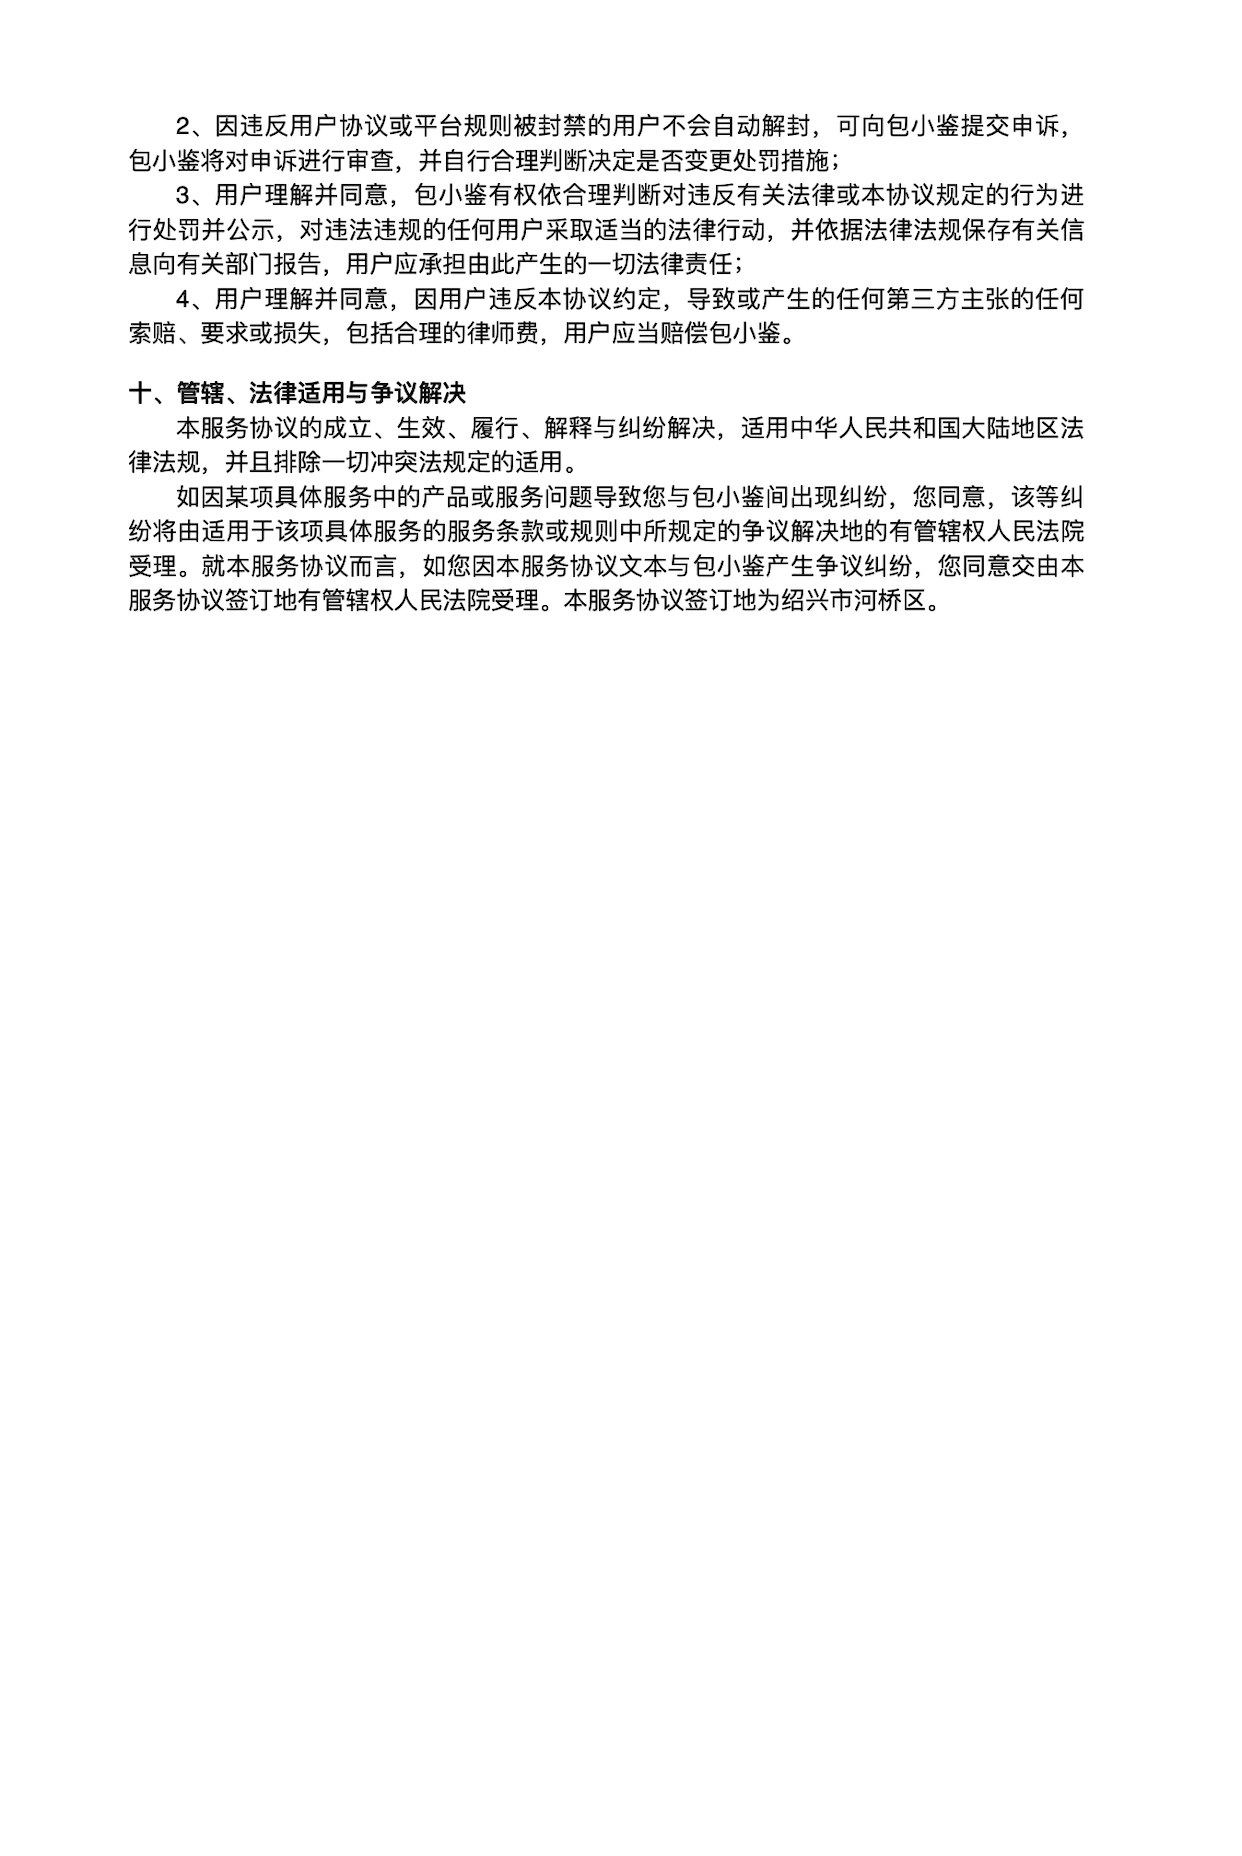 2、因违反用户协议或平台规则被封禁的用户不会自动解封，可向包小鉴提交申诉，
包小鉴将对申诉进行审查，并自行合理判断决定是否变更处罚措施；
3、用户理解并同意，包小鉴有权依合理判断对违反有关法律或本协议规定的行为进
行处罚并公示，对违法违规的任何用户采取适当的法律行动，并依据法律法规保存有关信
息向有关部门报告，用户应承担由此产生的一切法律责任；
4、用户理解并同意，因用户违反本协议约定，导致或产生的任何第三方主张的任何
索赔、要求或损失，包括合理的律师费，用户应当赔偿包小鉴。
十、管辖、法律适用与争议解决
本服务协议的成立、生效、履行、解释与纠纷解决，适用中华人民共和国大陆地区法
律法规，并且排除一切冲突法规定的适用。
如因某项具体服务中的产品或服务问题导致您与包小鉴间出现纠纷，您同意，该等纠
纷将由适用于该项具体服务的服务条款或规则中所规定的争议解决地的有管辖权人民法院
受理。就本服务协议而言，如您因本服务协议文本与包小鉴产生争议纠纷，您同意交由本
服务协议签订地有管辖权人民法院受理。本服务协议签订地为绍兴市河桥区。